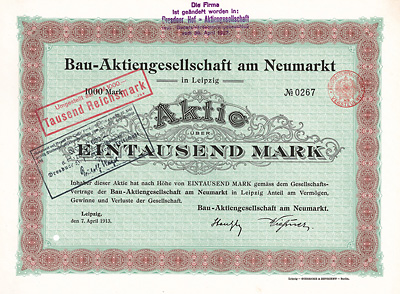 Die Firma
ist geändert worden in:
Dresdner Hof - Aktiengesellschaft
Bau-Aktiengesellschaft am Neumarkt
in Leipzig
1000 Mark.
№ 0267
Umgestellt auf
Tausend Reichsmark
Aktie
ÜBER
EINTAUSEND MARK
Inhaber dieser Aktie hat nach Höhe von EINTAUSEND MARK gemäss dem Gesellschafts-
Vertrage der Bau-Aktiengesellschaft am Neumarkt in Leipzig Anteil am Vermögen,
Gewinne und Verluste der Gesellschaft.
Bau-Aktiengesellschaft am Neumarkt.
Leipzig,
den 7. April 1913.